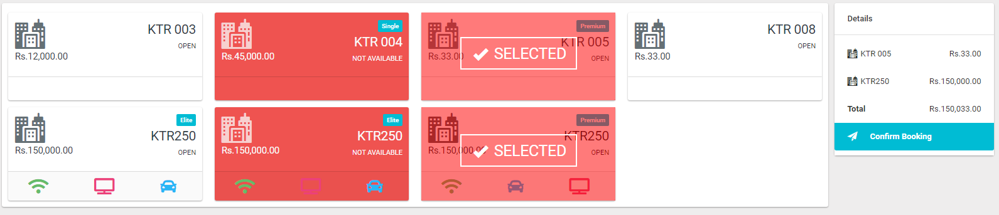 KTR 003
OPEN
Rs.12,000.00
Single
KTR 004
Rs.45,000.00
NOT AVAILABLE
Premium
KTR 005
SELECTED
Rs.33.00
OPEN
KTR 008
OPEN
Rs.33.00
Elite
KTR250
Rs.150,000.00
OPEN
Elite
KTR250
Rs.150,000.00
NOT AVAILABLE
Premium
KTR250
Rs.150,000.00
SELECTED
OPEN
Details
KTR 005 Rs.33.00
KTR250 Rs.150,000.00
Total Rs.150,033.00
Confirm Booking